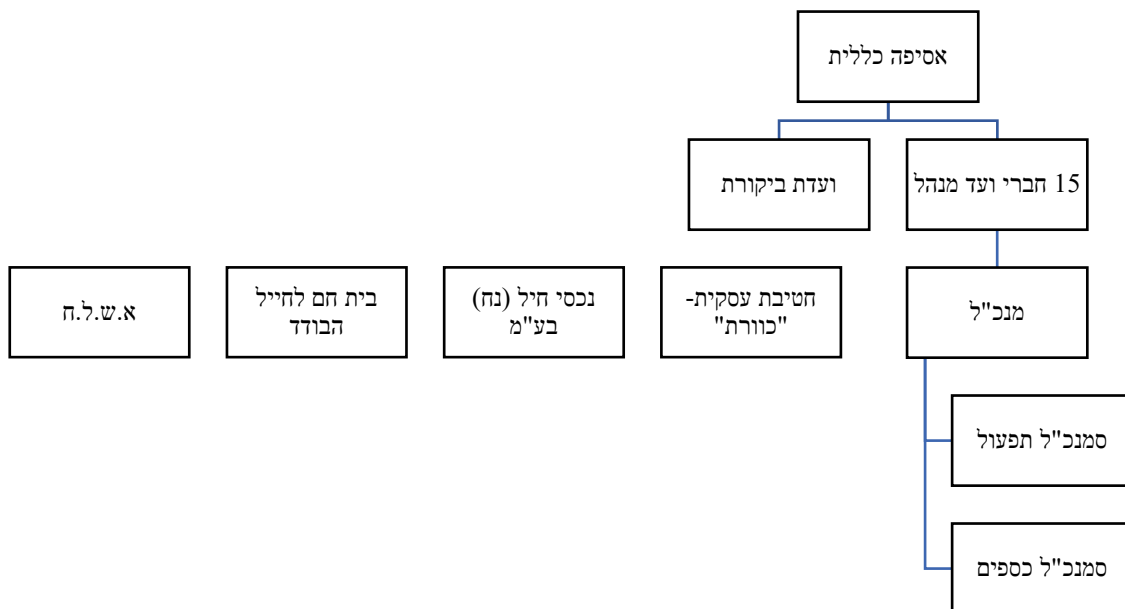 אסיפה כללית
15 חברי ועד מנהל
ועדת ביקורת
מנכ"ל
חטיבת עסקית-
"כוורת"
נכסי חיל (נח)
בע"מ
בית חם לחייל
הבודד
א.ש.ל.ח
סמנכ"ל תפעול
סמנכ"ל כספים